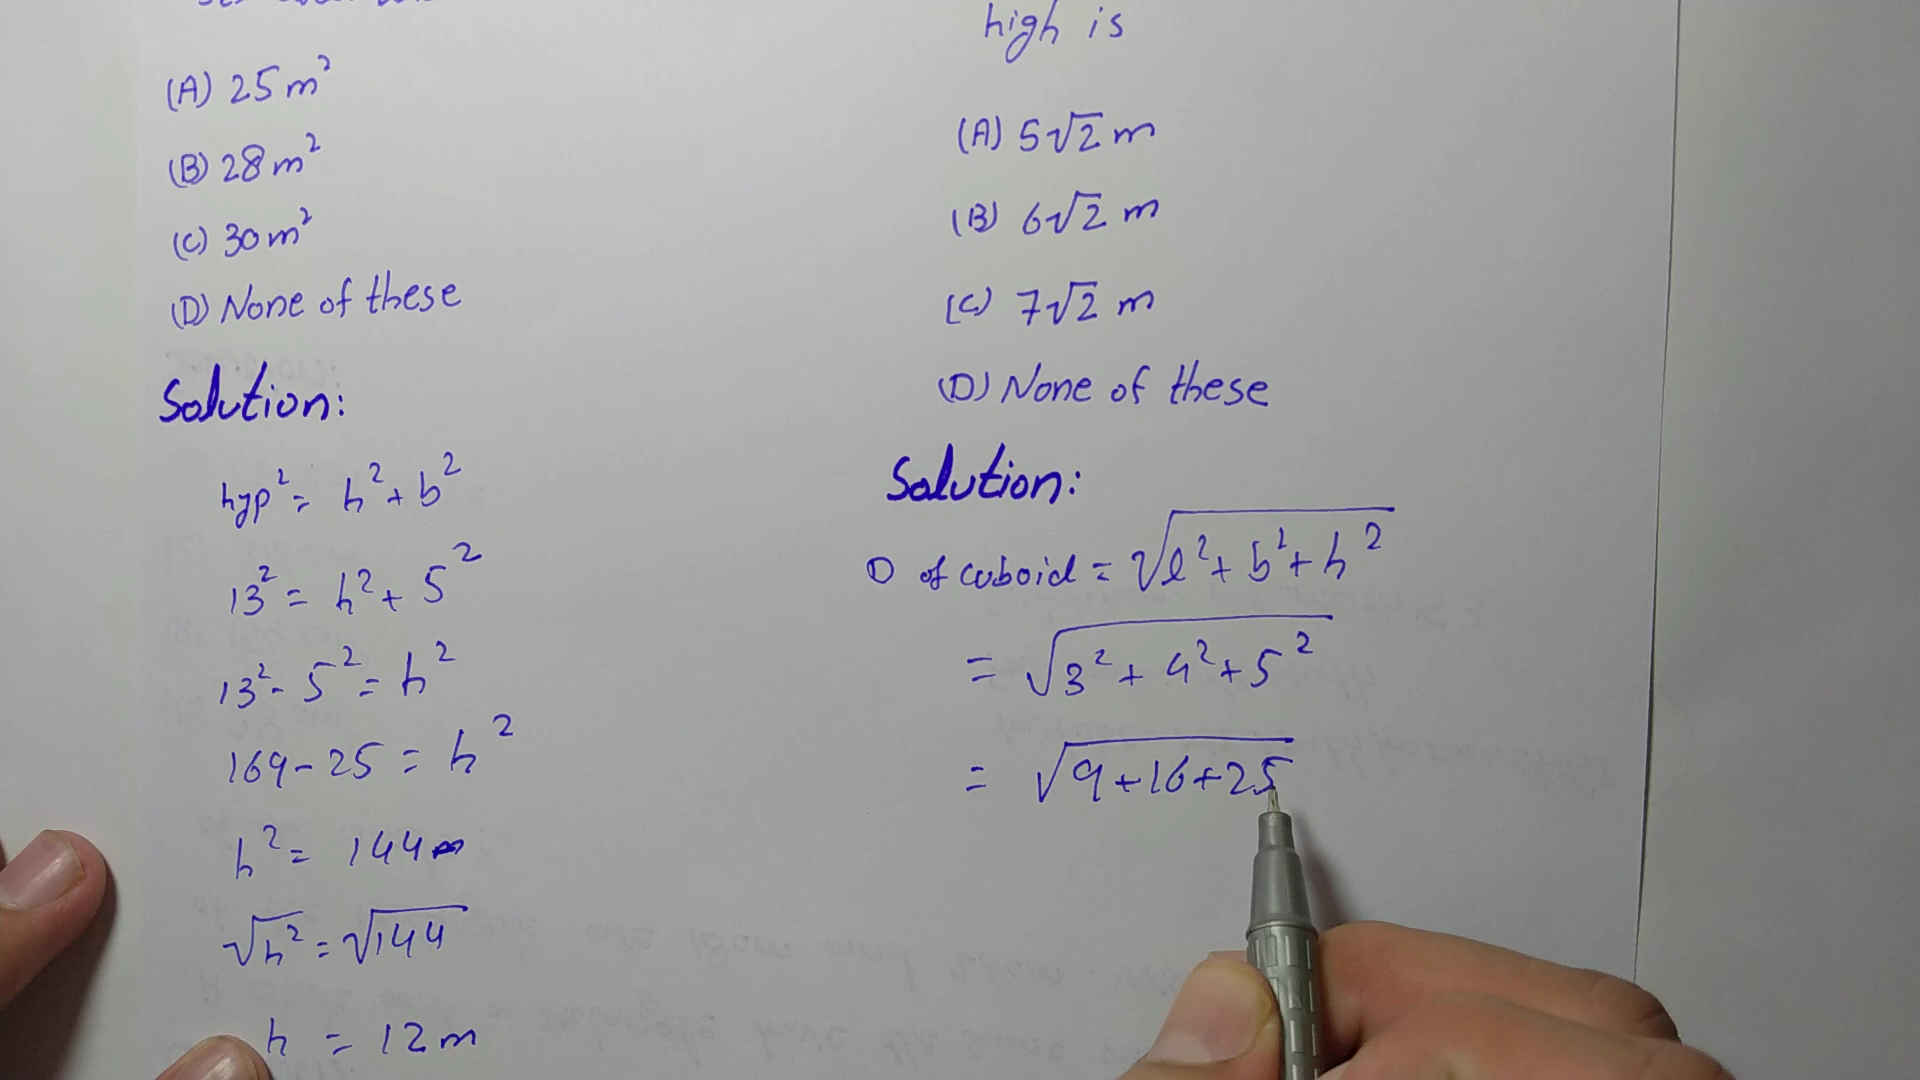 (A) 25 m²
(B) 28 m²
(C) 30 m²
(D) None of these
Solution:
hyp² = h² + b²
13² = h² + 5²
13² - 5² = h²
169 - 25 = h²
h² = 144m
√h² = √144
h = 12m
high is
(A) 5√2 m
(B) 6√2 m
(C) 7√2 m
(D) None of these
Solution:
D of cuboid = √l² + b² + h²
= √3² + 4² + 5²
= √9+16+25